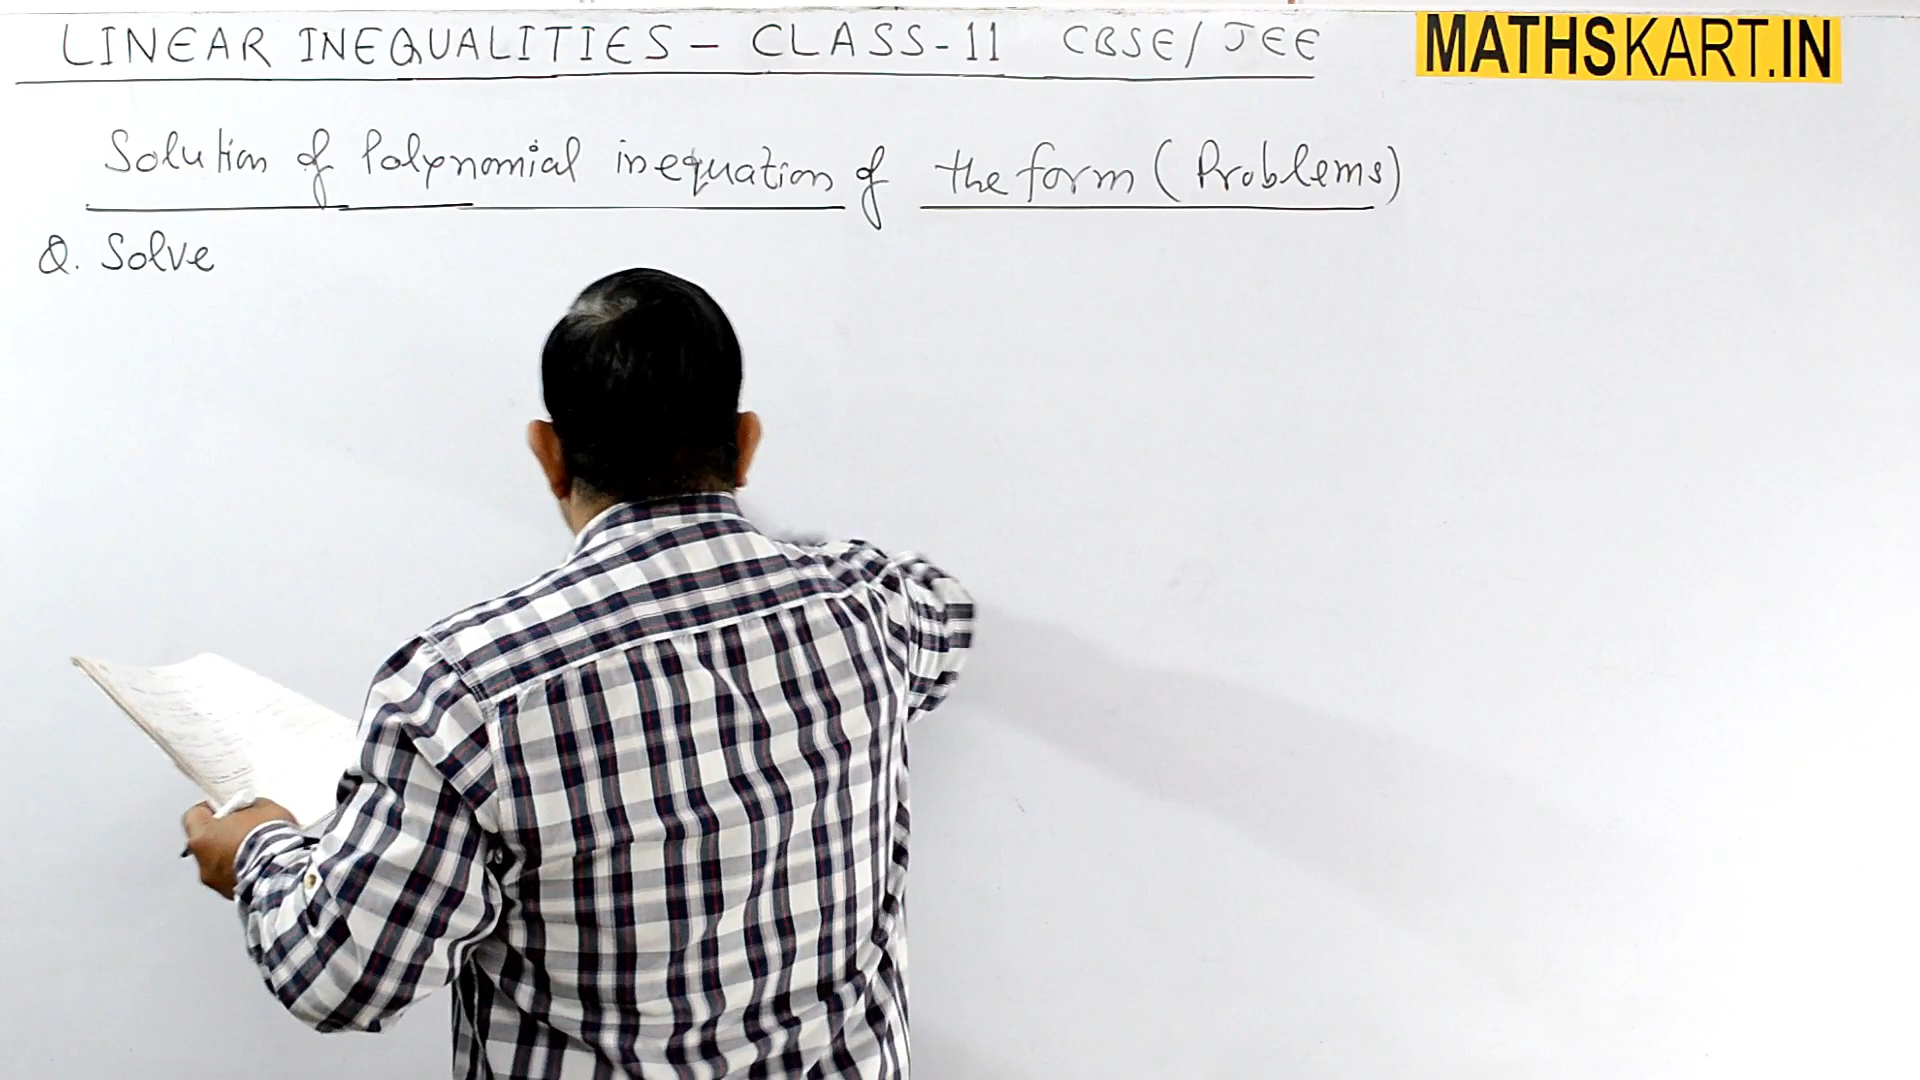 LINEAR INEQUALITIES - CLASS-11 CBSE/ JEE
MATHSKART.IN
Solution of Polynomial inequation of the form (Problems)
Q. Solve